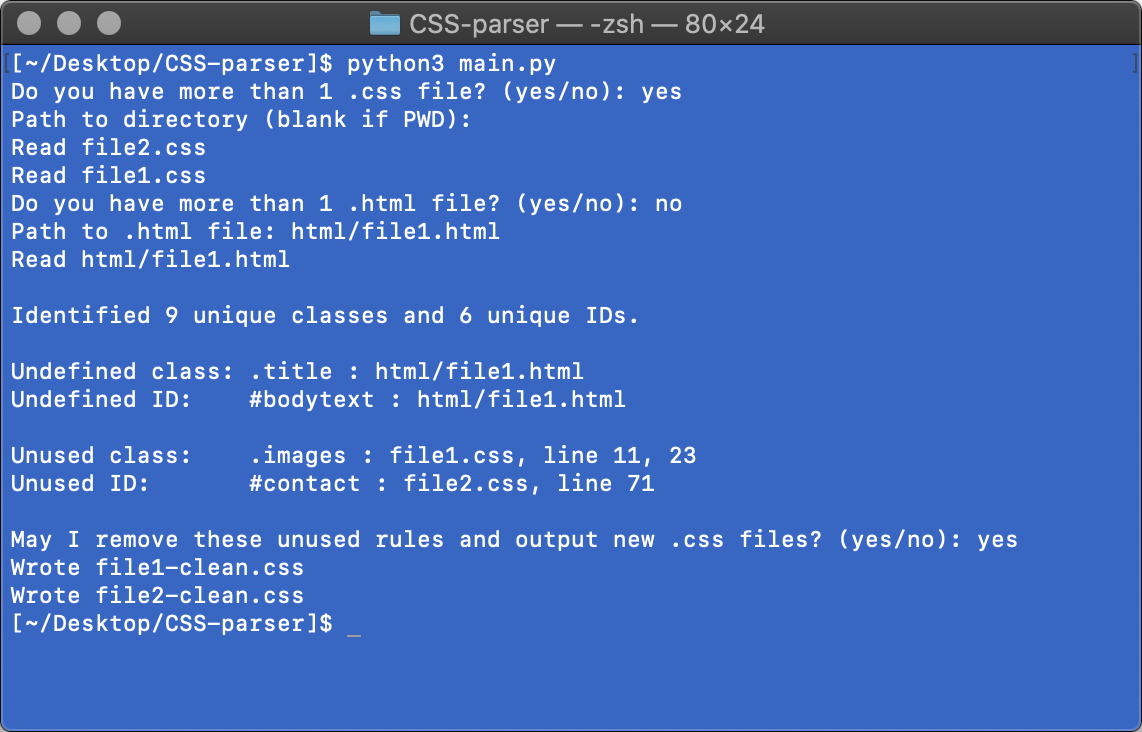 CSS-parser — -zsh — 80×24
[~/Desktop/CSS-parser]$ python3 main.py
Do you have more than 1 .css file? (yes/no): yes
Path to directory (blank if PWD):
Read file2.css
Read file1.css
Do you have more than 1 .html file? (yes/no): no
Path to .html file: html/file1.html
Read html/file1.html
Identified 9 unique classes and 6 unique IDs.
Undefined class: .title : html/file1.html
Undefined ID:    #bodytext : html/file1.html
Unused class:    .images : file1.css, line 11, 23
Unused ID:       #contact : file2.css, line 71
May I remove these unused rules and output new .css files? (yes/no): yes
Wrote file1-clean.css
Wrote file2-clean.css
[~/Desktop/CSS-parser]$ _